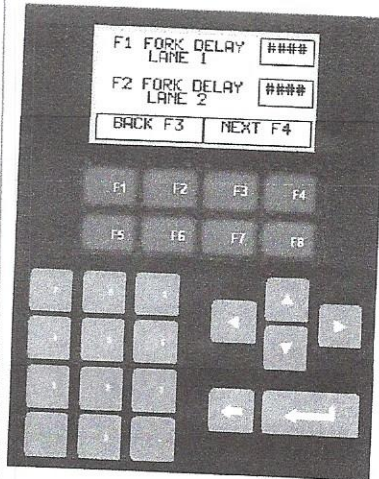 F1 FORK DELAY ####
LANE 1
F2 FORK DELAY ####
LANE 2
BACK F3 NEXT F4
F1 F2 F3 F4
F5 F6 F7 F8